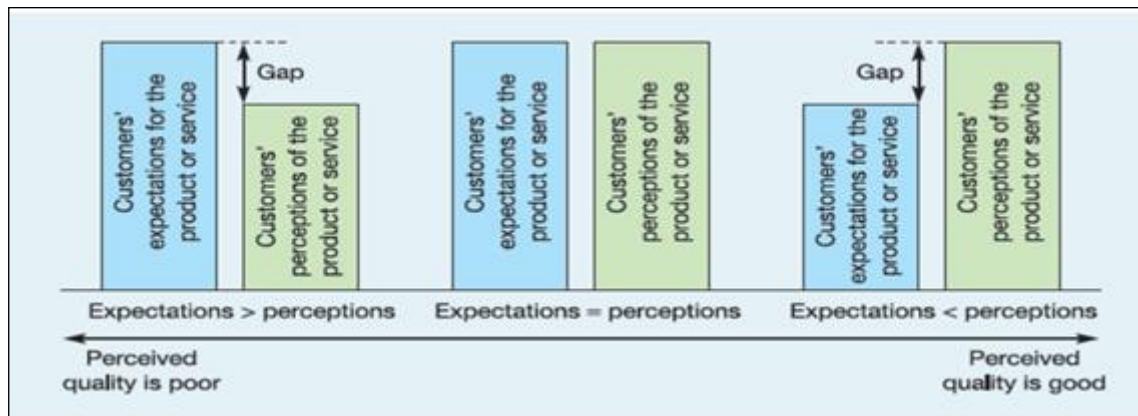 Customers'
expectations for the
product or service
Gap
Customers'
perceptions of the
product or service
Customers'
expectations for the
product or service
Customers'
perceptions of the
product or service
Customers'
expectations for the
product or service
Gap
Customers'
perceptions of the
product or service
Expectations > perceptions
Expectations = perceptions
Expectations < perceptions
Perceived
quality is poor
Perceived
quality is good